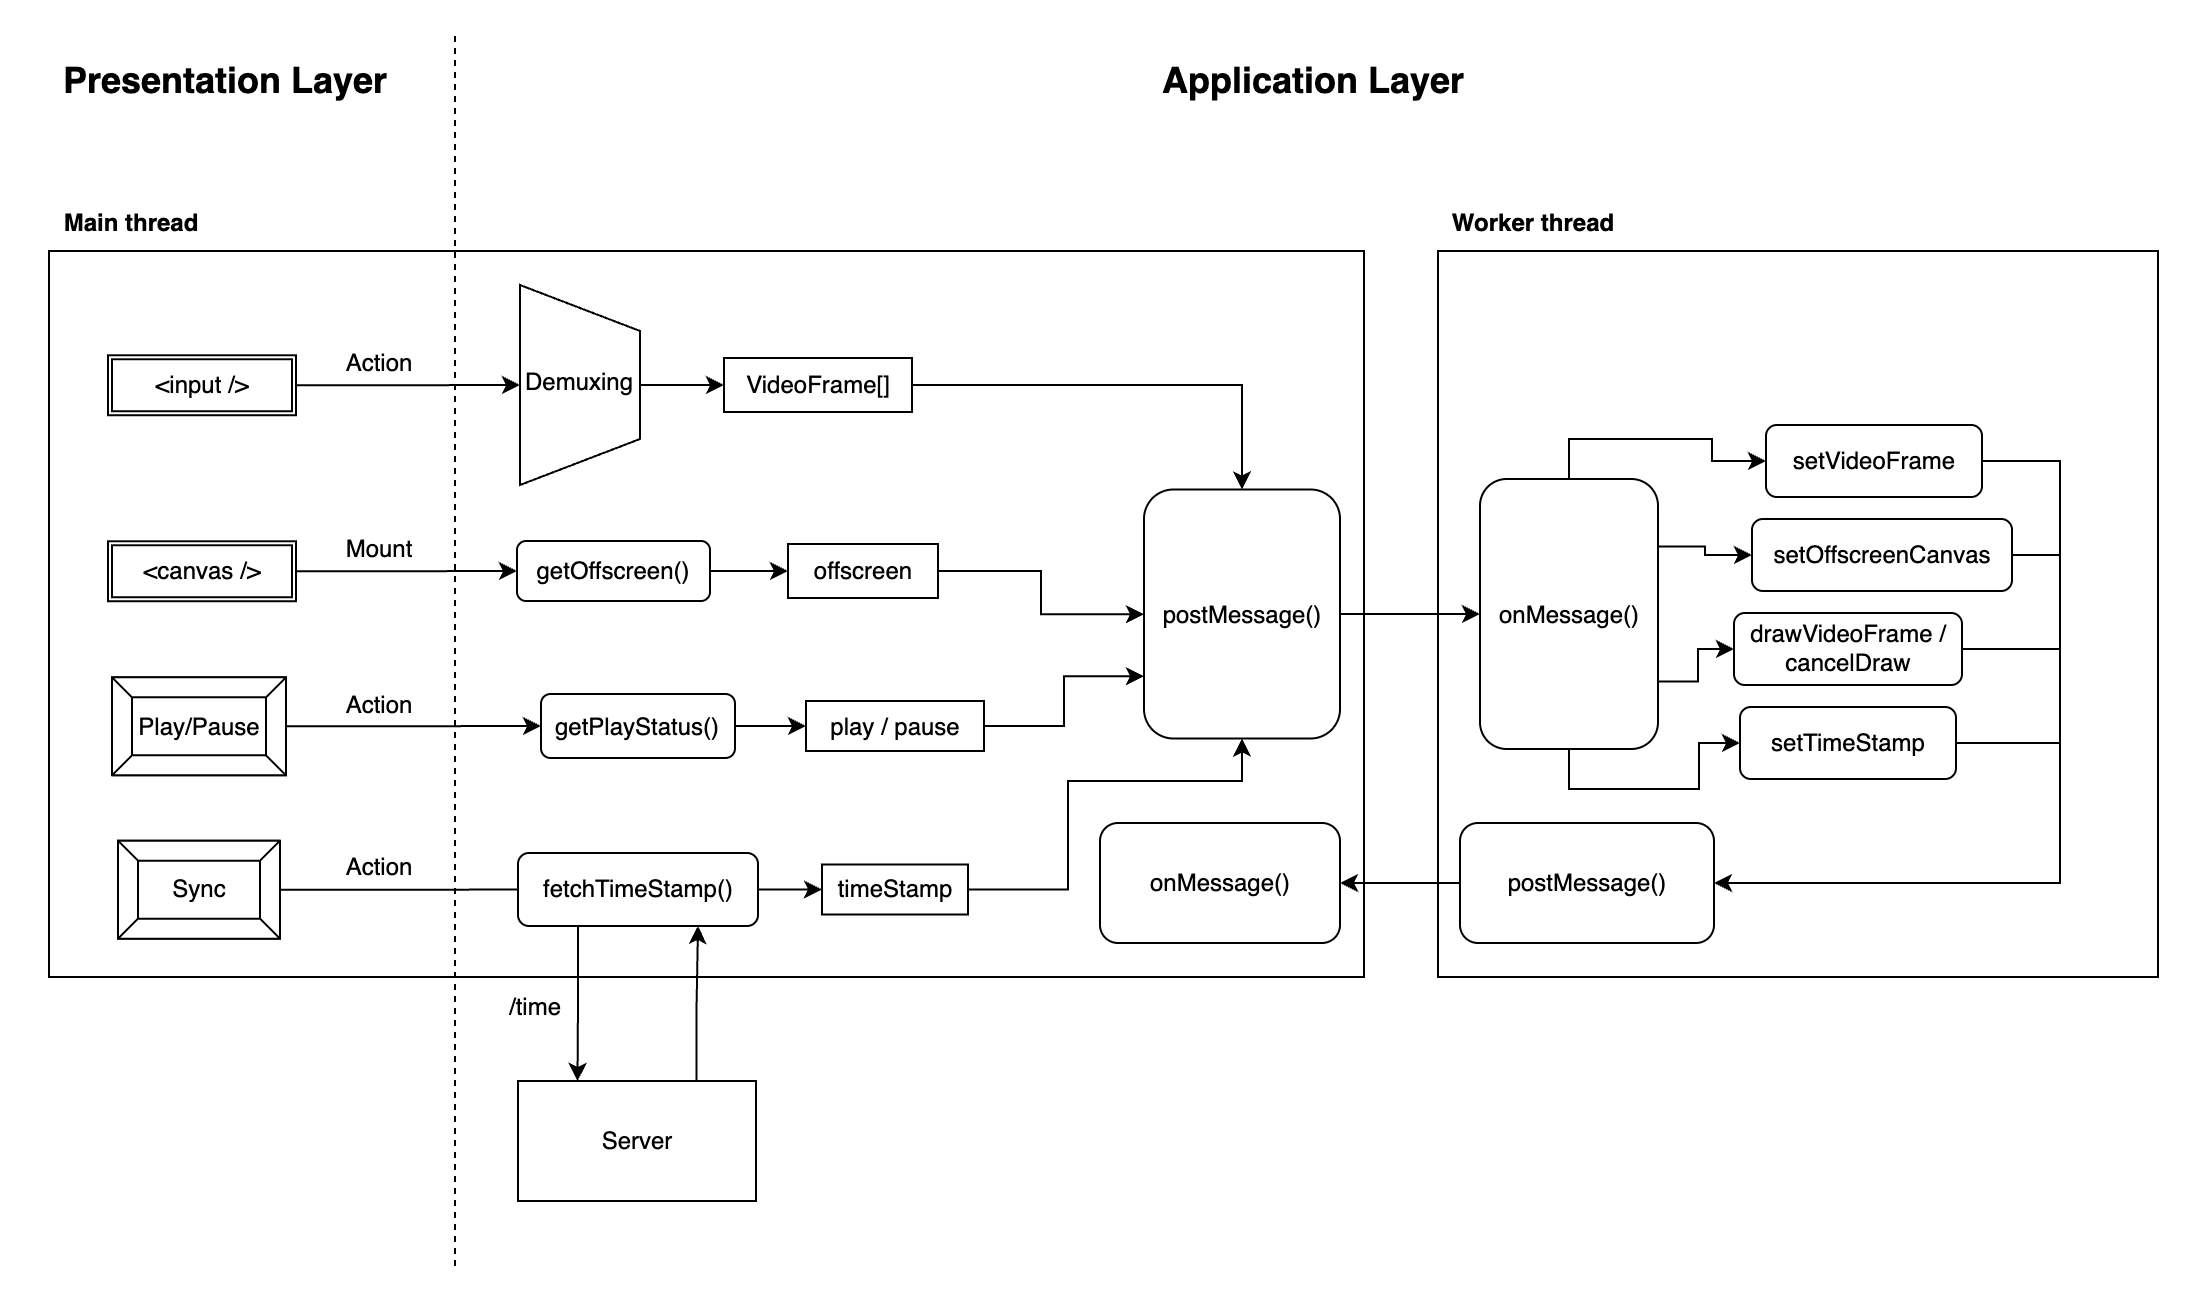 Presentation Layer
Application Layer
Main thread
Worker thread
<input />
Action
Demuxing
VideoFrame[]
<canvas />
Mount
getOffscreen()
offscreen
Play/Pause
Action
getPlayStatus()
play / pause
Sync
Action
fetchTimeStamp()
timeStamp
postMessage()
onMessage()
/time
Server
onMessage()
setVideoFrame
setOffscreenCanvas
drawVideoFrame /
cancelDraw
setTimeStamp
postMessage()